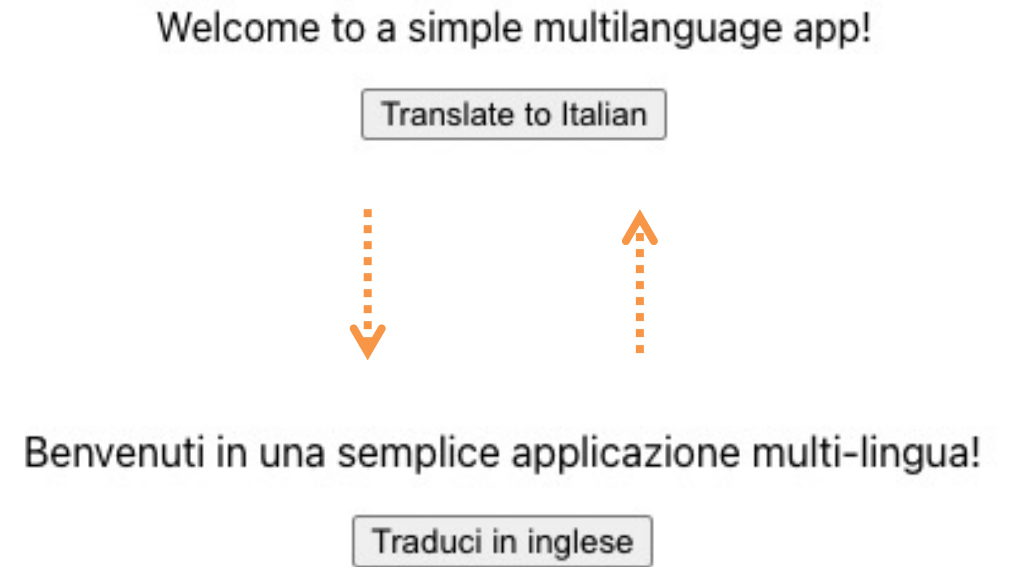 Welcome to a simple multilanguage app!
Translate to Italian
Benvenuti in una semplice applicazione multi-lingua!
Traduci in inglese